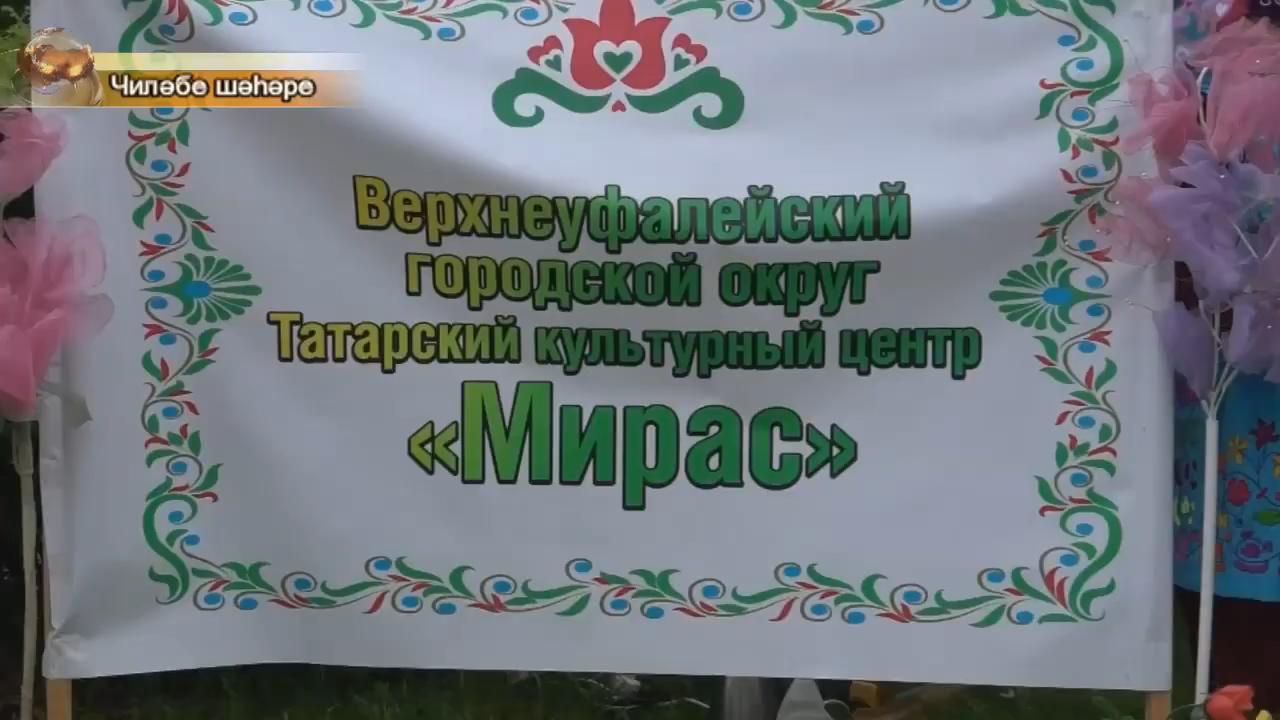 Чиләбе шәһәре
Верхнеуфалейский
городской округ
Татарский культурный центр
«Мирас»